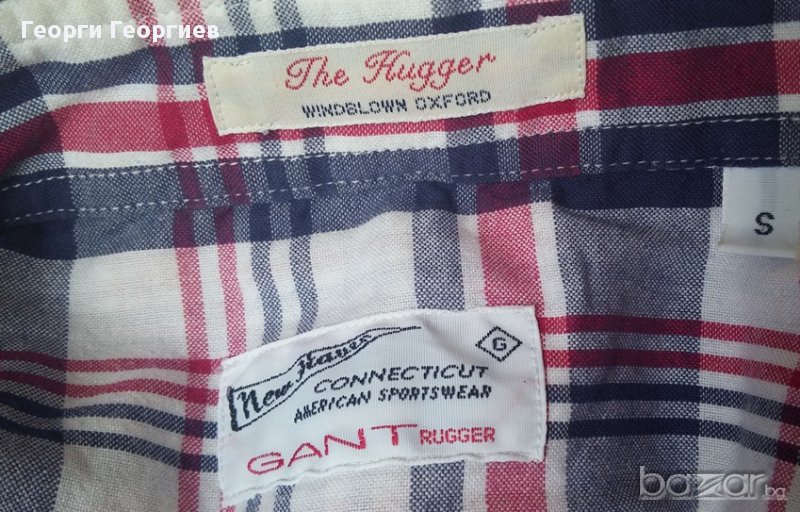 Георги Георгиев
The Hugger
WINDBLOWN OXFORD
S
New Haven
G
CONNECTICUT
AMERICAN SPORTSWEAR
GANT RUGGER
bazar.bg